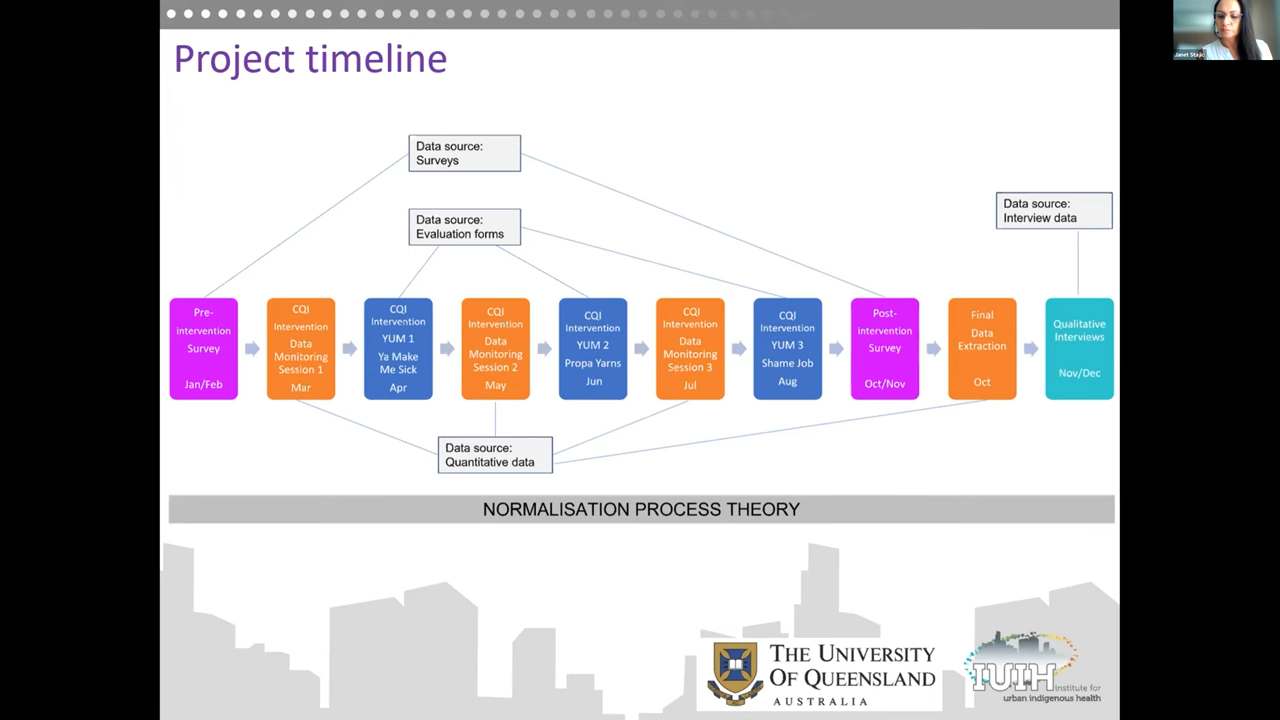 Project timeline
Janet Stajic
Data source:
Surveys
Data source:
Interview data
Data source:
Evaluation forms
Pre-
intervention
Survey
Jan/Feb
CQI
Intervention
Data
Monitoring
Session 1
Mar
CQI
Intervention
YUM 1
Ya Make
Me Sick
Apr
CQI
Intervention
Data
Monitoring
Session 2
May
CQI
Intervention
YUM 2
Propa Yarns
Jun
CQI
Intervention
Data
Monitoring
Session 3
Jul
CQI
Intervention
YUM 3
Shame Job
Aug
Post-
intervention
Survey
Oct/Nov
Final
Data
Extraction
Oct
Qualitative
Interviews
Nov/Dec
Data source:
Quantitative data
NORMALISATION PROCESS THEORY
THE UNIVERSITY
OF QUEENSLAND
AUSTRALIA
IUIH
institute for
urban indigenous health